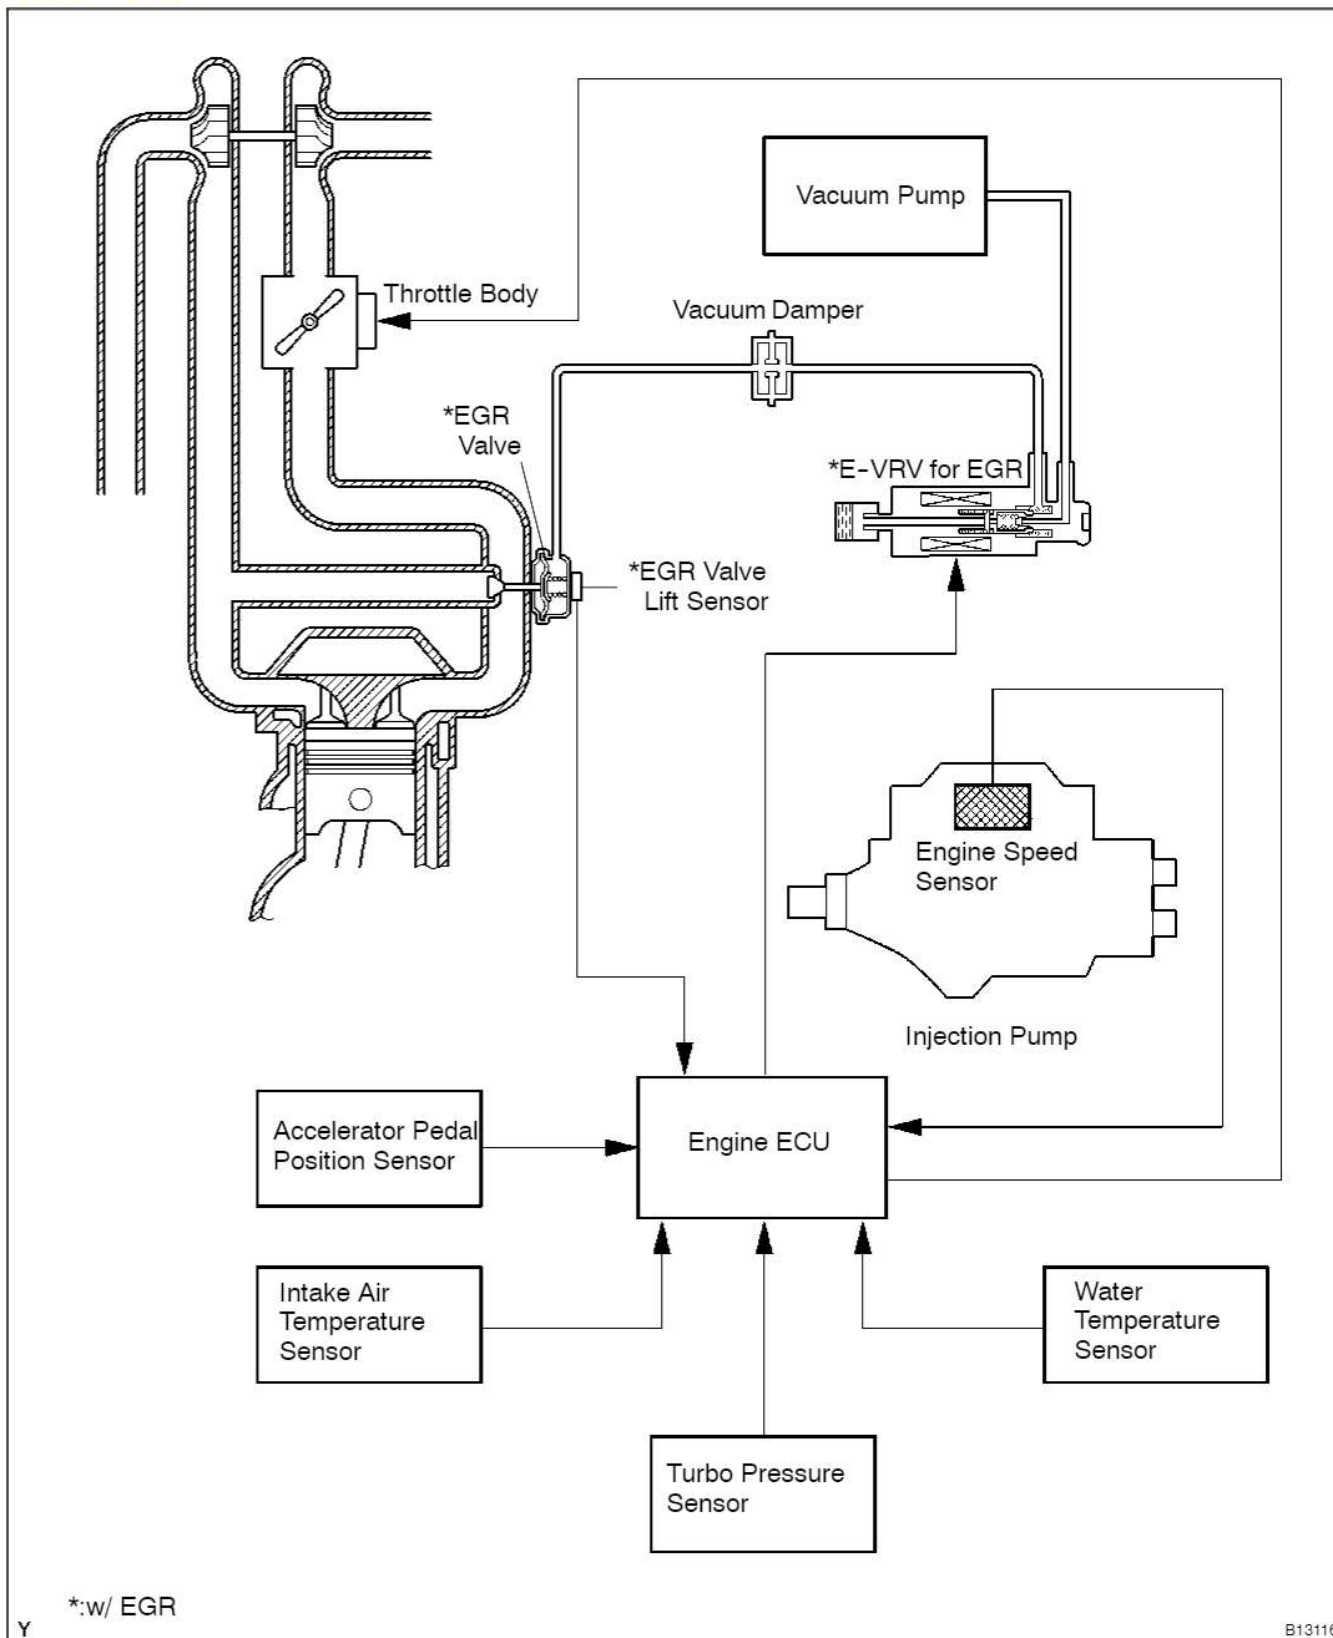 Vacuum Pump
Throttle Body
Vacuum Damper
*EGR
Valve
*E-VRV for EGR
*EGR Valve
Lift Sensor
Engine Speed
Sensor
Injection Pump
Accelerator Pedal
Position Sensor
Engine ECU
Intake Air
Temperature
Sensor
Water
Temperature
Sensor
Turbo Pressure
Sensor
*:w/ EGR
Y
B13116